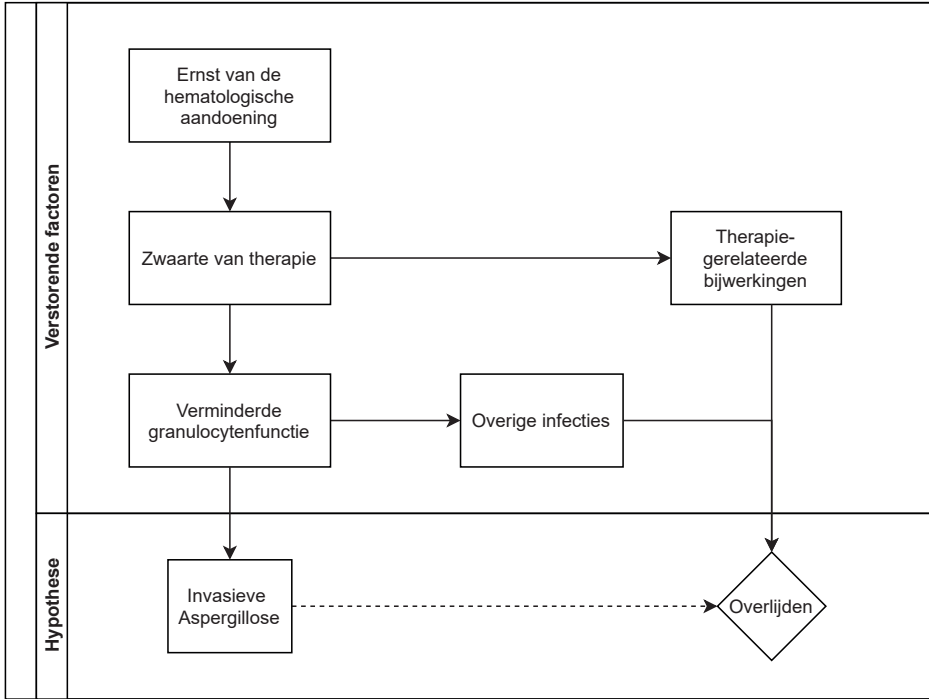 Verstorende factoren
Ernst van de
hematologische
aandoening
Zwaarte van therapie
Therapie-
gerelateerde
bijwerkingen
Verminderde
granulocytenfunctie
Overige infecties
Hypothese
Invasieve
Aspergillose
Overlijden